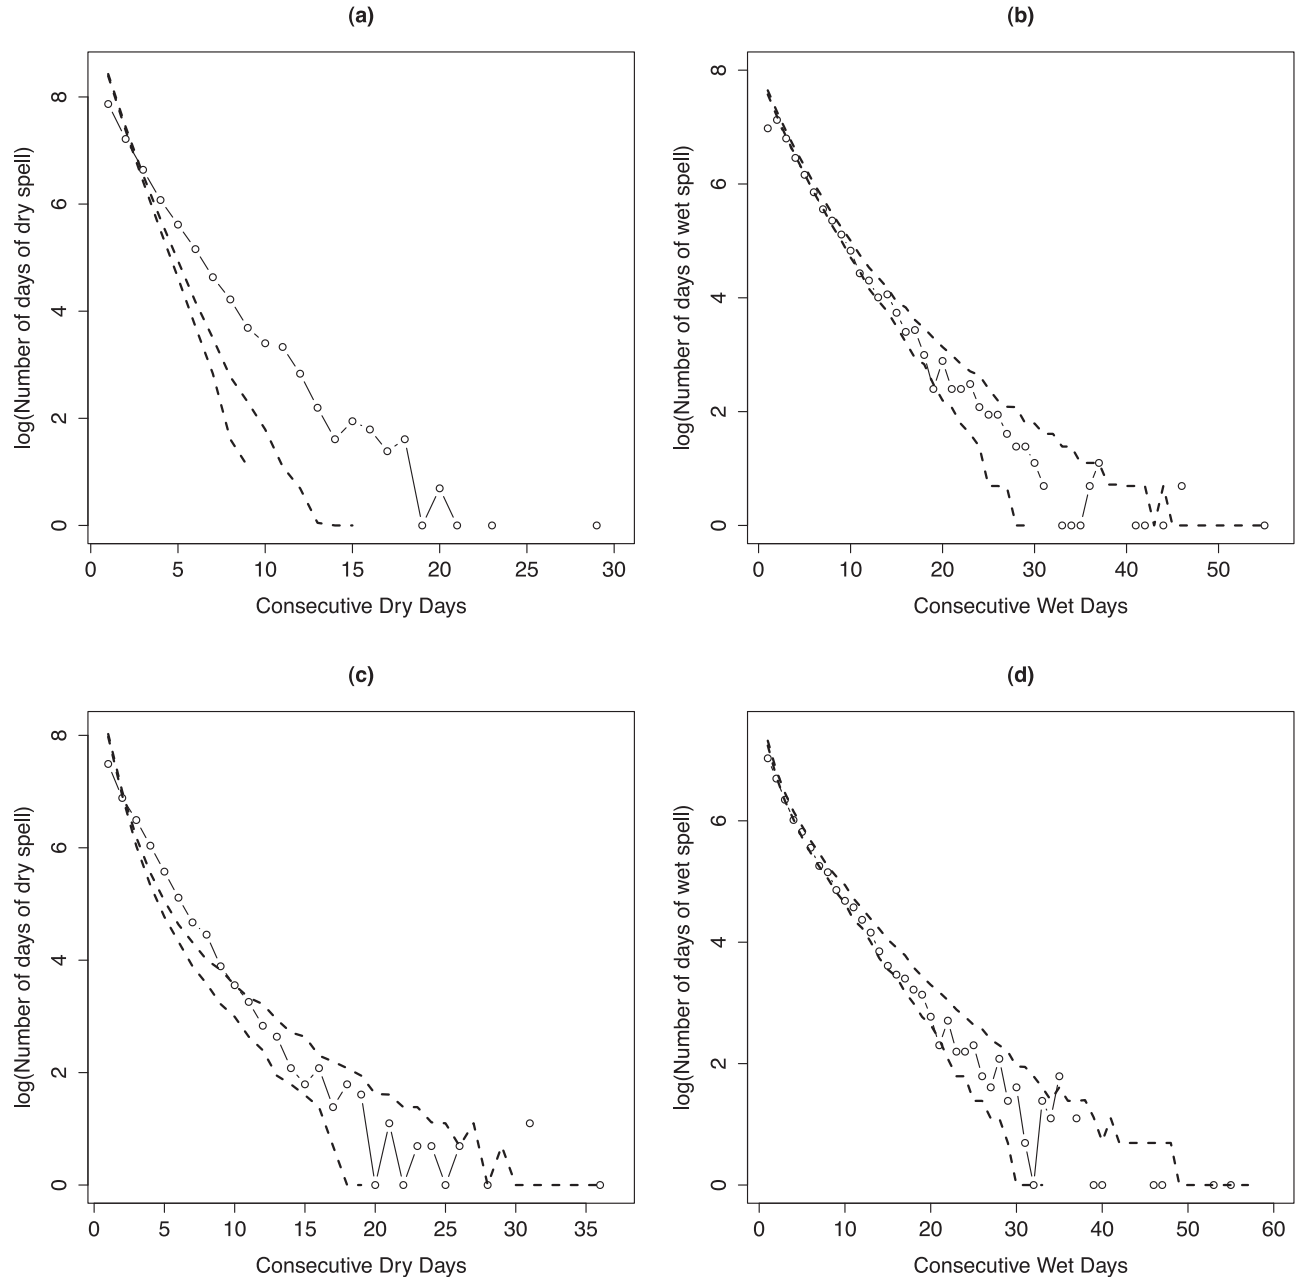 (a)
log(Number of days of dry spell)
8
6
4
2
0
0 5 10 15 20 25 30
Consecutive Dry Days
(b)
log(Number of days of wet spell)
8
6
4
2
0
0 10 20 30 40 50
Consecutive Wet Days
(c)
log(Number of days of dry spell)
8
6
4
2
0
0 5 10 15 20 25 30 35
Consecutive Dry Days
(d)
log(Number of days of wet spell)
6
4
2
0
0 10 20 30 40 50 60
Consecutive Wet Days